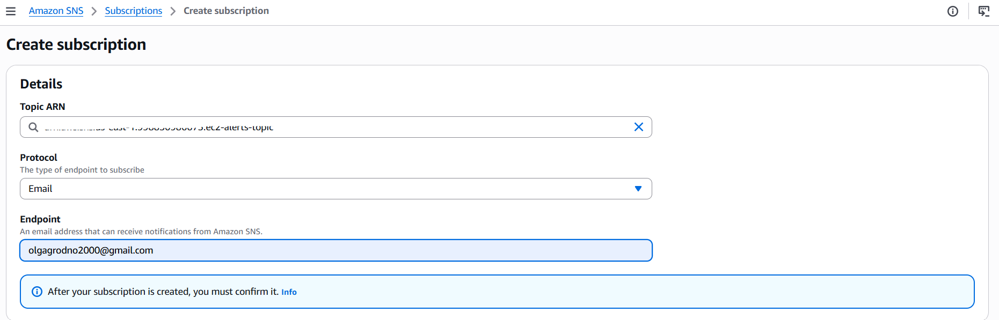 Amazon SNS > Subscriptions > Create subscription
Create subscription
Details
Topic ARN
ec2-alerts-topic
Protocol
The type of endpoint to subscribe
Email
Endpoint
An email address that can receive notifications from Amazon SNS.
olgagrodno2000@gmail.com
After your subscription is created, you must confirm it. Info